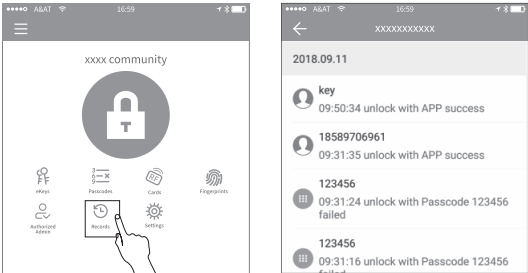 A&AT 16:59
xxxx community
T
eKeys
Passcodes
RF
Cards
Fingerprints
Authorized
Admin
Records
Settings
A&AT 16:59
xxxxxxxxxxx
2018.09.11
key
09:50:34 unlock with APP success
18589706961
09:31:35 unlock with APP success
123456
09:31:24 unlock with Passcode 123456
failed
123456
09:31:16 unlock with Passcode 123456
failed